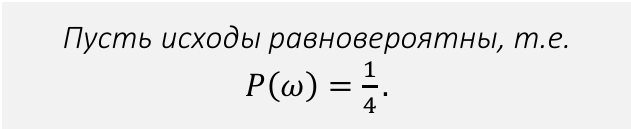 Пусть исходы равновероятны, т.е.
P(ω) = 1/4.